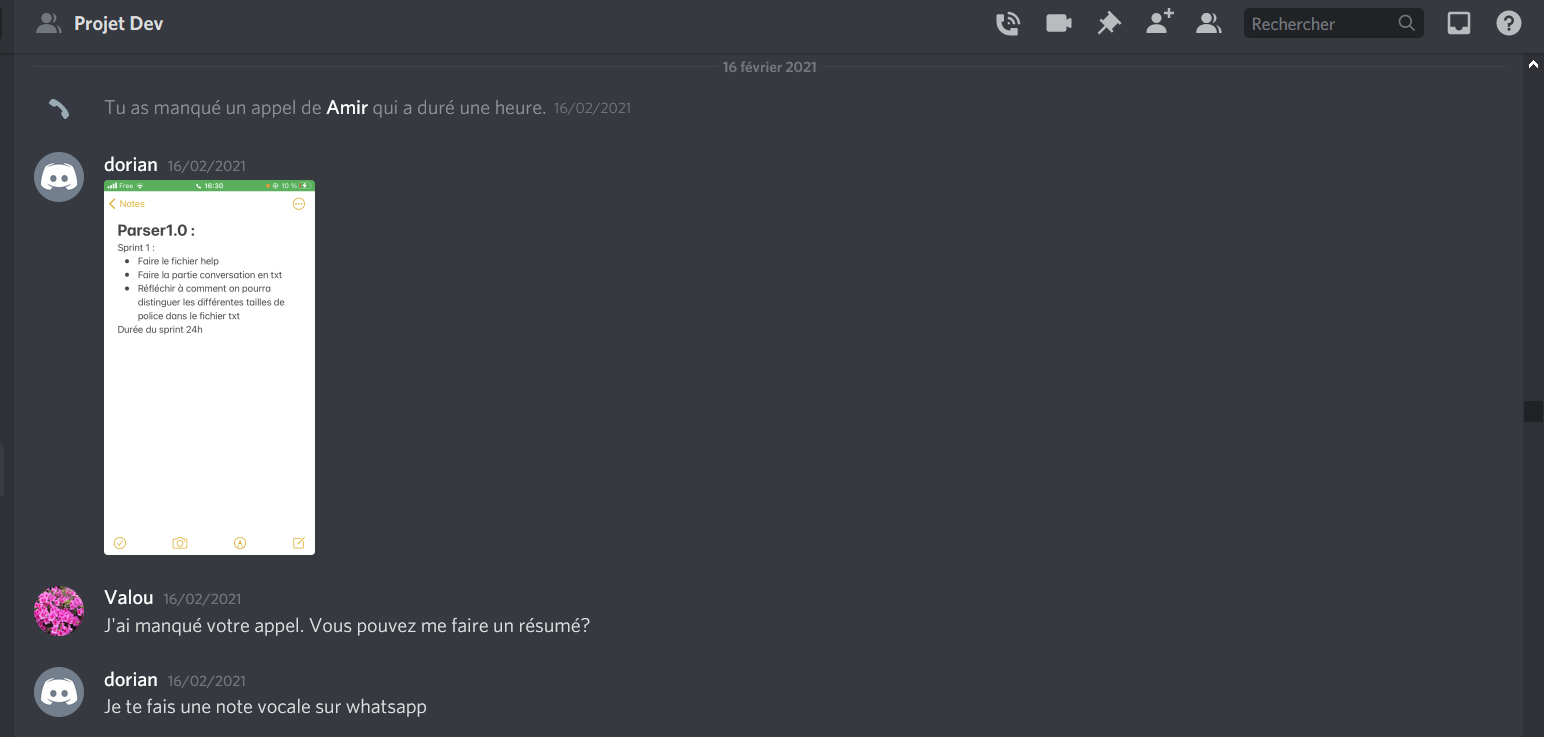 Projet Dev
Rechercher
16 février 2021
Tu as manqué un appel de Amir qui a duré une heure. 16/02/2021
dorian 16/02/2021
Free 16:30 10 %
Notes
Parser1.0 :
Sprint 1 :
Faire le fichier help
Faire la partie conversation en txt
Réfléchir à comment on pourra
distinguer les différentes tailles de
police dans le fichier txt
Durée du sprint 24h
Valou 16/02/2021
J'ai manqué votre appel. Vous pouvez me faire un résumé?
dorian 16/02/2021
Je te fais une note vocale sur whatsapp